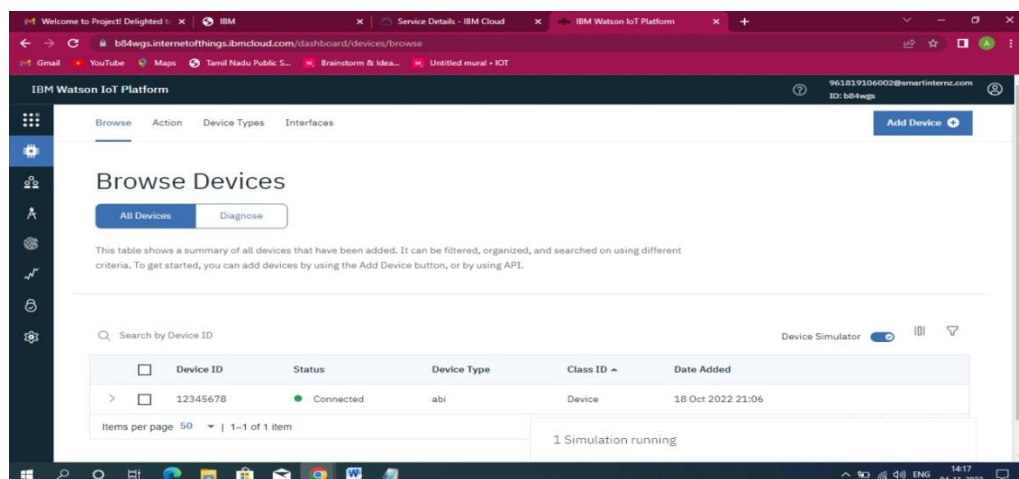 Welcome to Project! Delighted t
IBM
Service Details - IBM Cloud
IBM Watson IoT Platform
b84wgs.internetofthings.ibmcloud.com/dashboard/devices/browse
Gmail
YouTube
Maps
Tamil Nadu Public S...
Brainstorm & Idea...
Untitled mural • IOT
A
IBM Watson IoT Platform
961819106002@smartinternz.com
ID: b84wgs
Browse
Action
Device Types
Interfaces
Add Device
Browse Devices
All Devices
Diagnose
This table shows a summary of all devices that have been added. It can be filtered, organized, and searched on using different
criteria. To get started, you can add devices by using the Add Device button, or by using API.
Search by Device ID
Device Simulator
Device ID Status Device Type Class ID Date Added
12345678 Connected abi Device 18 Oct 2022 21:06
Items per page 50 | 1–1 of 1 item
1 Simulation running
ENG
14:17